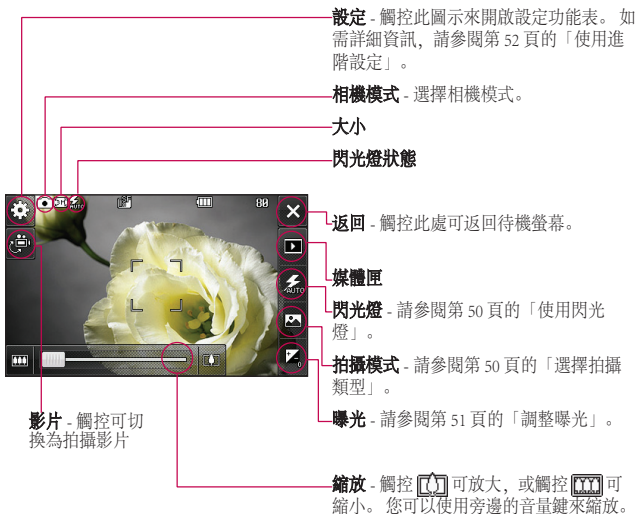 設定 - 觸控此圖示來開啟設定功能表。 如
需詳細資訊，請參閱第 52 頁的「使用進
階設定」。
相機模式 - 選擇相機模式。
大小
閃光燈狀態
AUTO
80
返回 - 觸控此處可返回待機螢幕。
媒體匣
AUTO
閃光燈 - 請參閱第 50 頁的「使用閃光
燈」。
拍攝模式 - 請參閱第 50 頁的「選擇拍攝
類型」。
0
曝光 - 請參閱第 51 頁的「調整曝光」。
影片 - 觸控可切
換為拍攝影片
縮放 - 觸控 可放大，或觸控 可
縮小。 您可以使用旁邊的音量鍵來縮放。